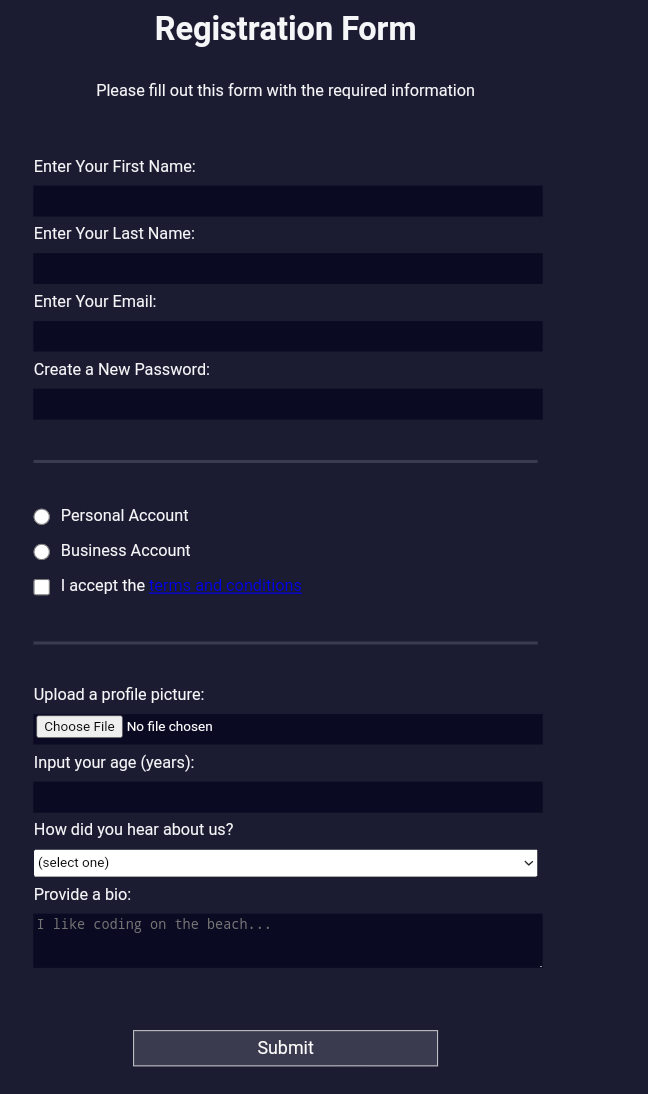 Registration Form
Please fill out this form with the required information
Enter Your First Name:
Enter Your Last Name:
Enter Your Email:
Create a New Password:
Personal Account
Business Account
I accept the terms and conditions
Upload a profile picture:
Choose File No file chosen
Input your age (years):
How did you hear about us?
(select one)
Provide a bio:
I like coding on the beach...
Submit